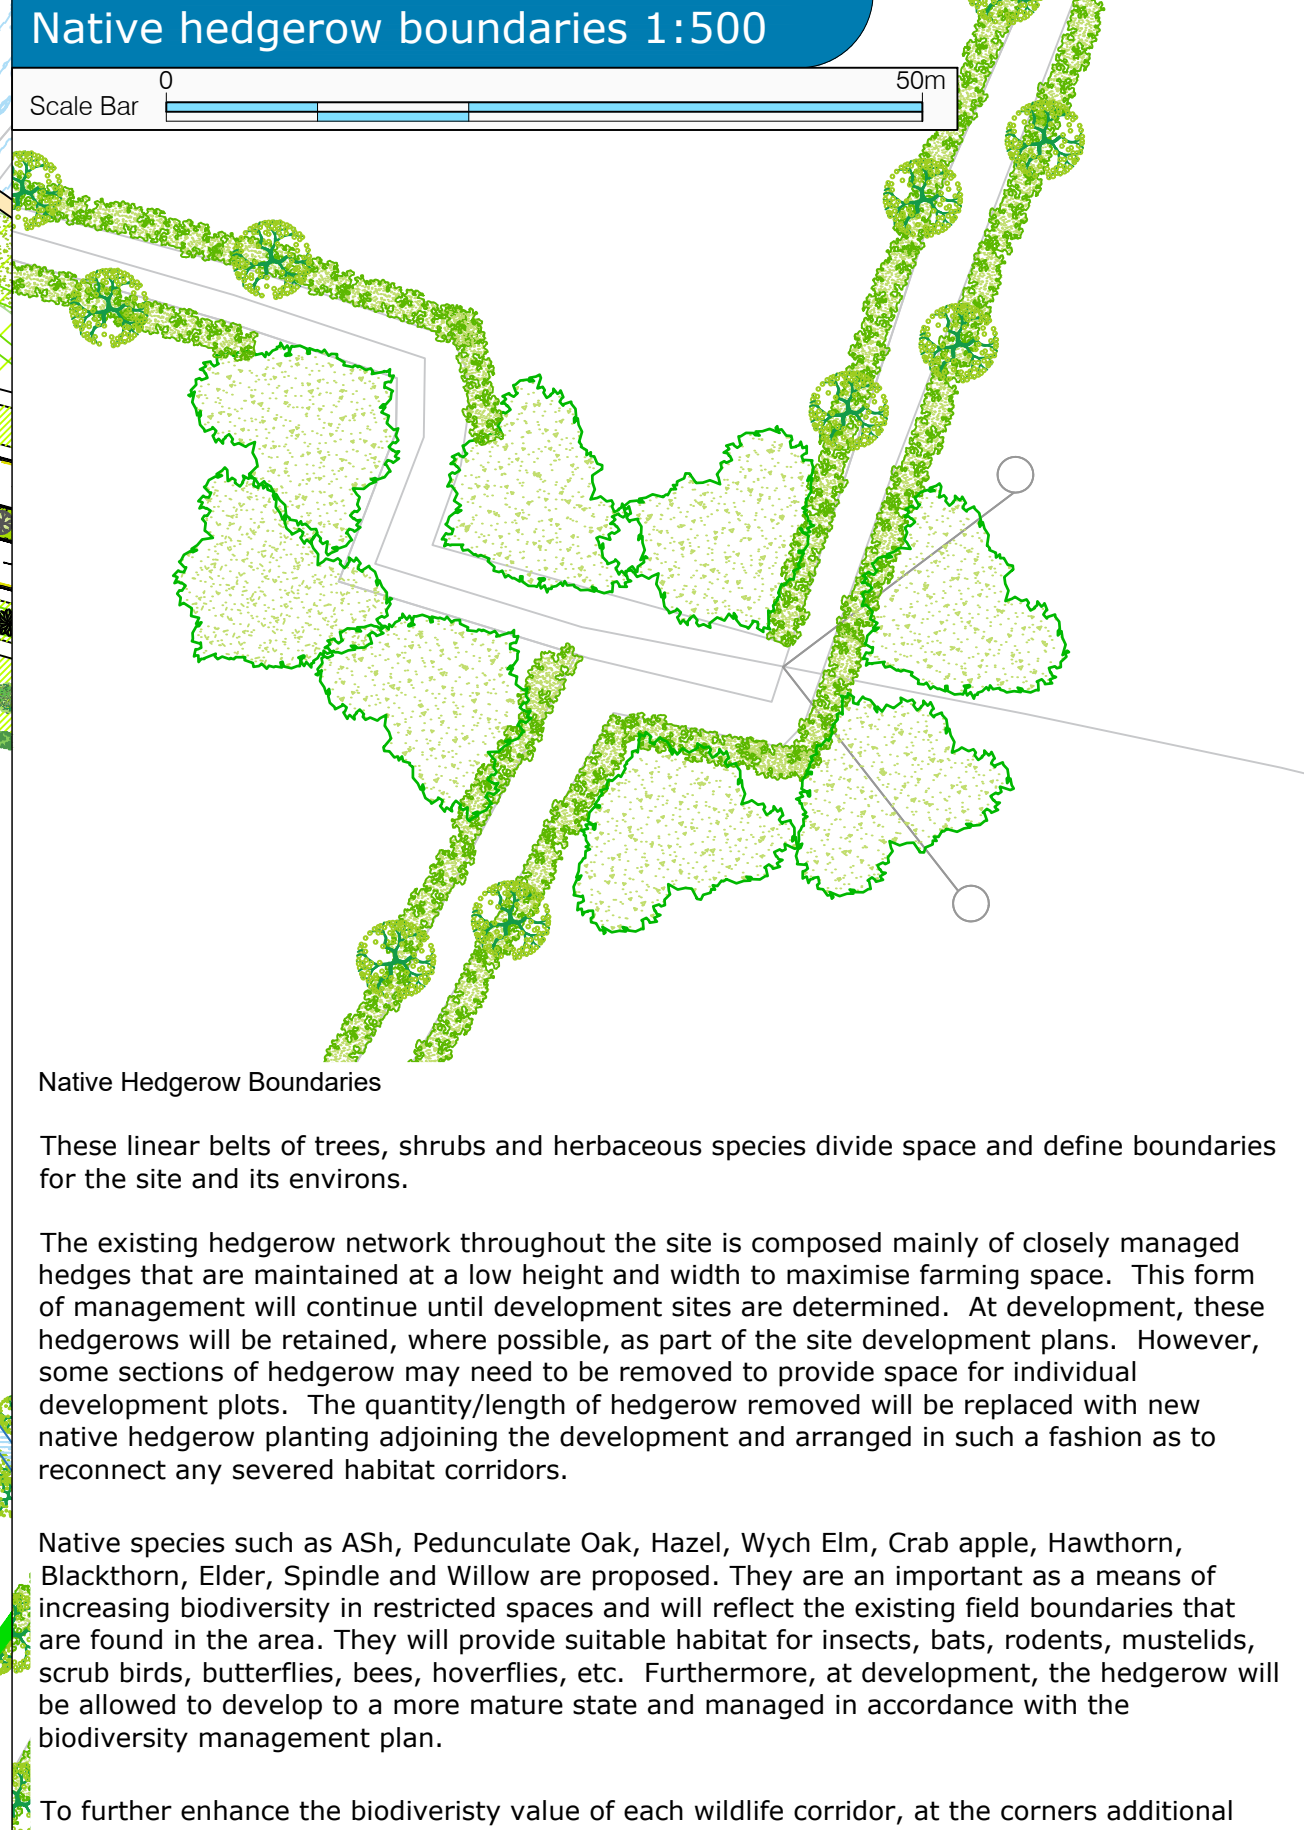 Native hedgerow boundaries 1:500
0 50m
Scale Bar
Native Hedgerow Boundaries
These linear belts of trees, shrubs and herbaceous species divide space and define boundaries
for the site and its environs.
The existing hedgerow network throughout the site is composed mainly of closely managed
hedges that are maintained at a low height and width to maximise farming space. This form
of management will continue until development sites are determined. At development, these
hedgerows will be retained, where possible, as part of the site development plans. However,
some sections of hedgerow may need to be removed to provide space for individual
development plots. The quantity/length of hedgerow removed will be replaced with new
native hedgerow planting adjoining the development and arranged in such a fashion as to
reconnect any severed habitat corridors.
Native species such as ASh, Pedunculate Oak, Hazel, Wych Elm, Crab apple, Hawthorn,
Blackthorn, Elder, Spindle and Willow are proposed. They are an important as a means of
increasing biodiversity in restricted spaces and will reflect the existing field boundaries that
are found in the area. They will provide suitable habitat for insects, bats, rodents, mustelids,
scrub birds, butterflies, bees, hoverflies, etc. Furthermore, at development, the hedgerow will
be allowed to develop to a more mature state and managed in accordance with the
biodiversity management plan.
To further enhance the biodiveristy value of each wildlife corridor, at the corners additional